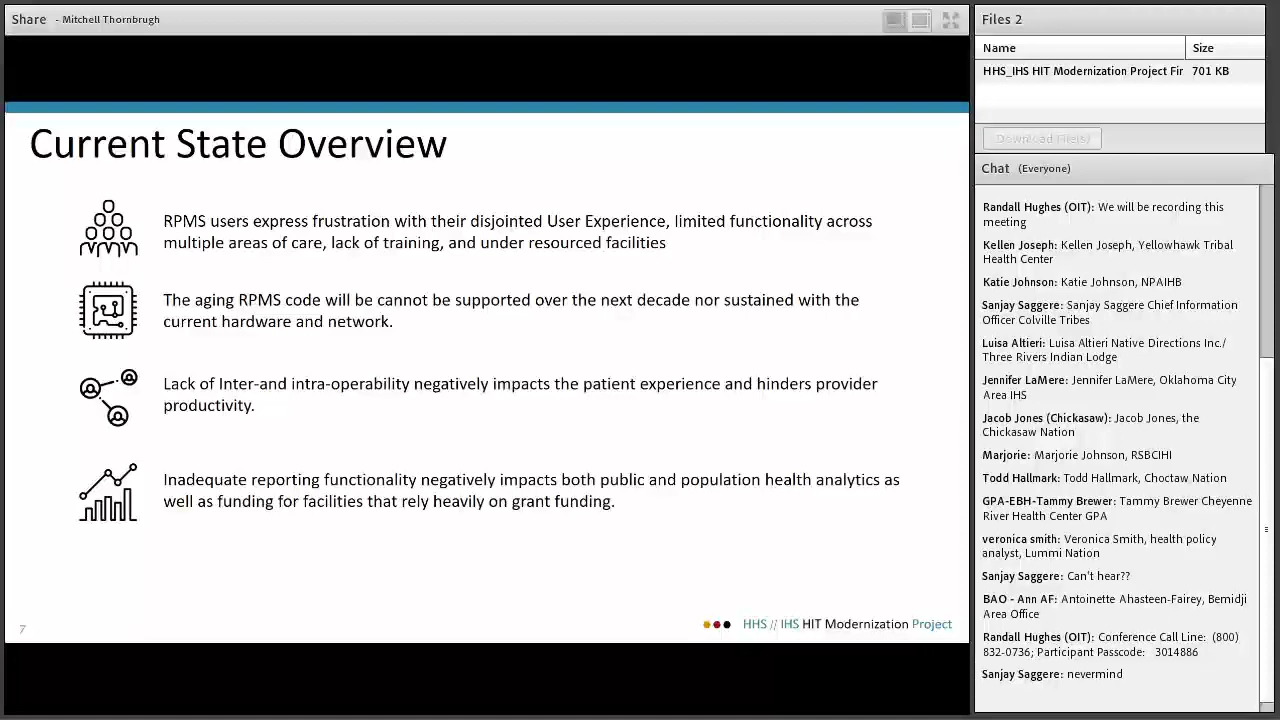 Share - Mitchell Thornbrugh
Current State Overview
RPMS users express frustration with their disjointed User Experience, limited functionality across
multiple areas of care, lack of training, and under resourced facilities
The aging RPMS code will be cannot be supported over the next decade nor sustained with the
current hardware and network.
Lack of Inter-and intra-operability negatively impacts the patient experience and hinders provider
productivity.
Inadequate reporting functionality negatively impacts both public and population health analytics as
well as funding for facilities that rely heavily on grant funding.
7
HHS // IHS HIT Modernization Project
Files 2
Name Size
HHS_IHS HIT Modernization Project Fir 701 KB
Download File(s)
Chat (Everyone)
Randall Hughes (OIT): We will be recording this
meeting
Kellen Joseph: Kellen Joseph, Yellowhawk Tribal
Health Center
Katie Johnson: Katie Johnson, NPAIHB
Sanjay Saggere: Sanjay Saggere Chief Information
Officer Colville Tribes
Luisa Altieri: Luisa Altieri Native Directions Inc./
Three Rivers Indian Lodge
Jennifer LaMere: Jennifer LaMere, Oklahoma City
Area IHS
Jacob Jones (Chickasaw): Jacob Jones, the
Chickasaw Nation
Marjorie: Marjorie Johnson, RSBCIHI
Todd Hallmark: Todd Hallmark, Choctaw Nation
GPA-EBH-Tammy Brewer: Tammy Brewer Cheyenne
River Health Center GPA
veronica smith: Veronica Smith, health policy
analyst, Lummi Nation
Sanjay Saggere: Can't hear??
BAO - Ann AF: Antoinette Ahasteen-Fairey, Bemidji
Area Office
Randall Hughes (OIT): Conference Call Line: (800)
832-0736; Participant Passcode: 3014886
Sanjay Saggere: nevermind